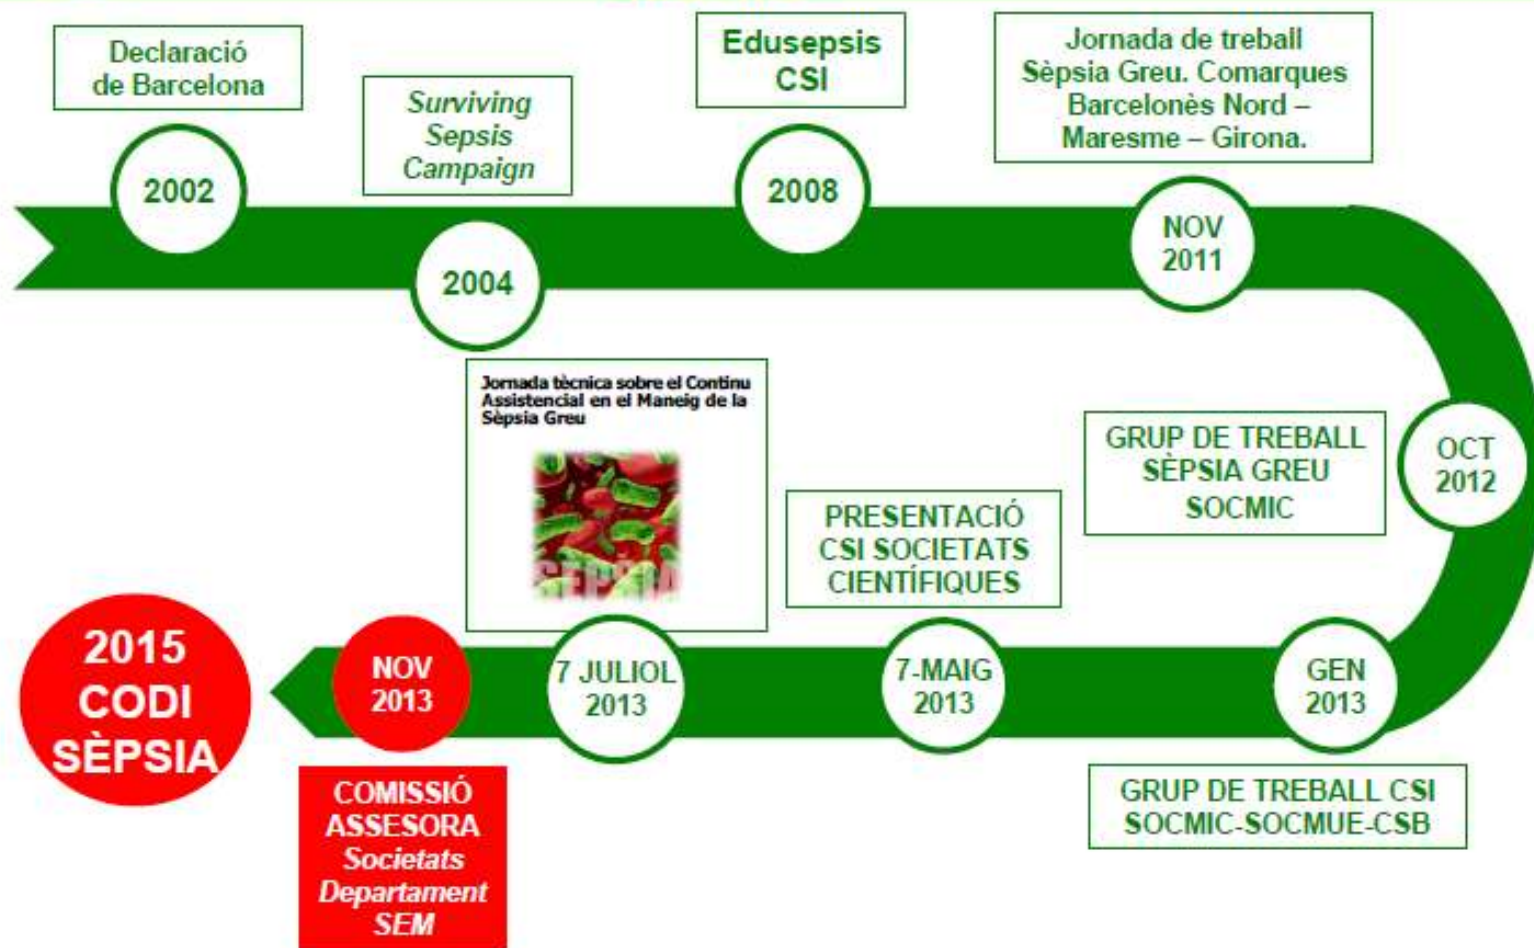 Declaració
de Barcelona
2002
Surviving
Sepsis
Campaign
2004
Edusepsis
CSI
2008
Jornada de treball
Sèpsia Greu. Comarques
Barcelonès Nord –
Maresme – Girona.
NOV
2011
GRUP DE TREBALL
SÈPSIA GREU
SOCMIC
OCT
2012
GEN
2013
GRUP DE TREBALL CSI
SOCMIC-SOCMUE-CSB
PRESENTACIÓ
CSI SOCIETATS
CIENTÍFIQUES
7-MAIG
2013
Jornada tècnica sobre el Continu
Assistencial en el Maneig de la
Sèpsia Greu
SEPSIA
7 JULIOL
2013
NOV
2013
COMISSIÓ
ASSESORA
Societats
Departament
SEM
2015
CODI
SÈPSIA